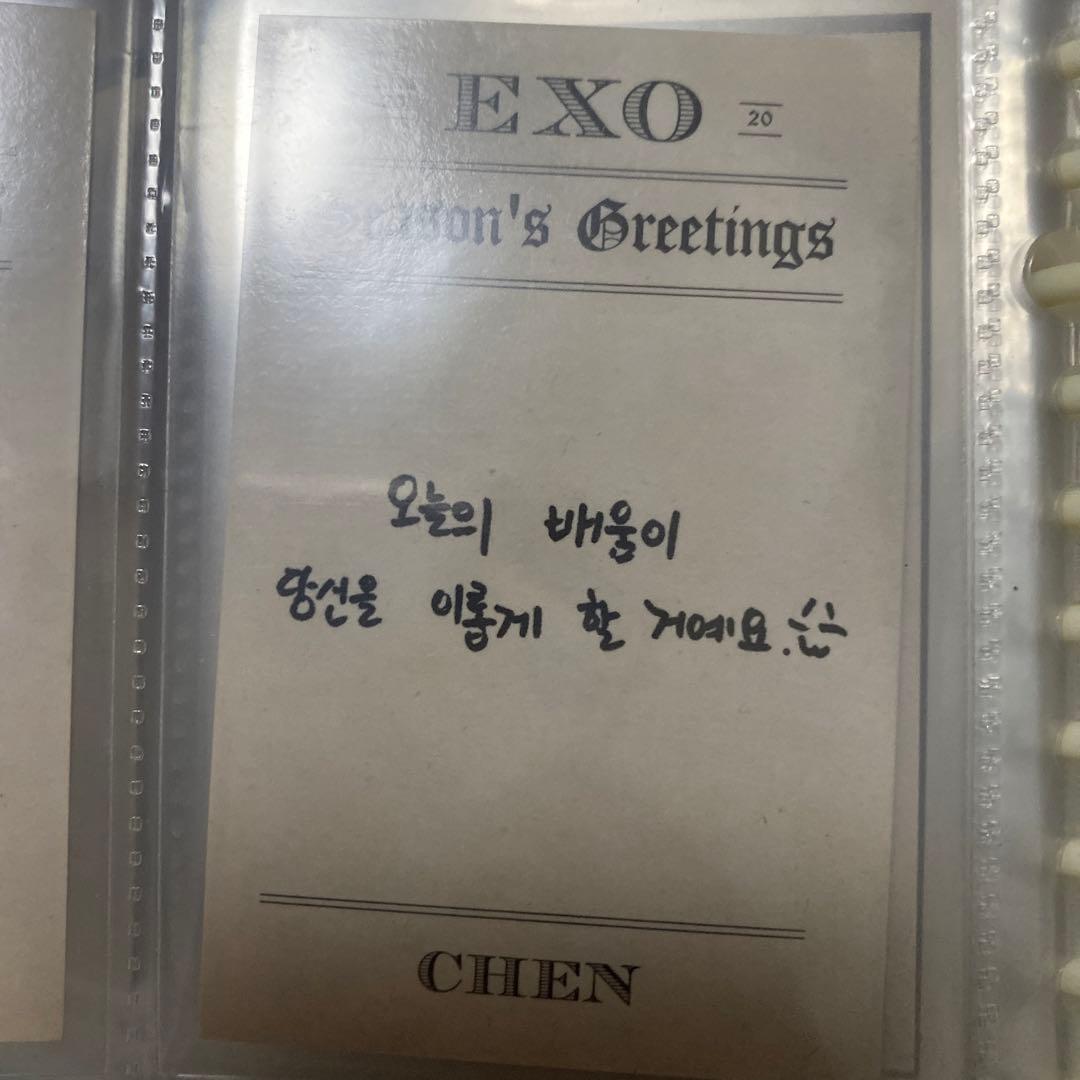 EXO 20
Season's Greetings
오늘의 배움이
당신을 이롭게 할 거예요.
CHEN